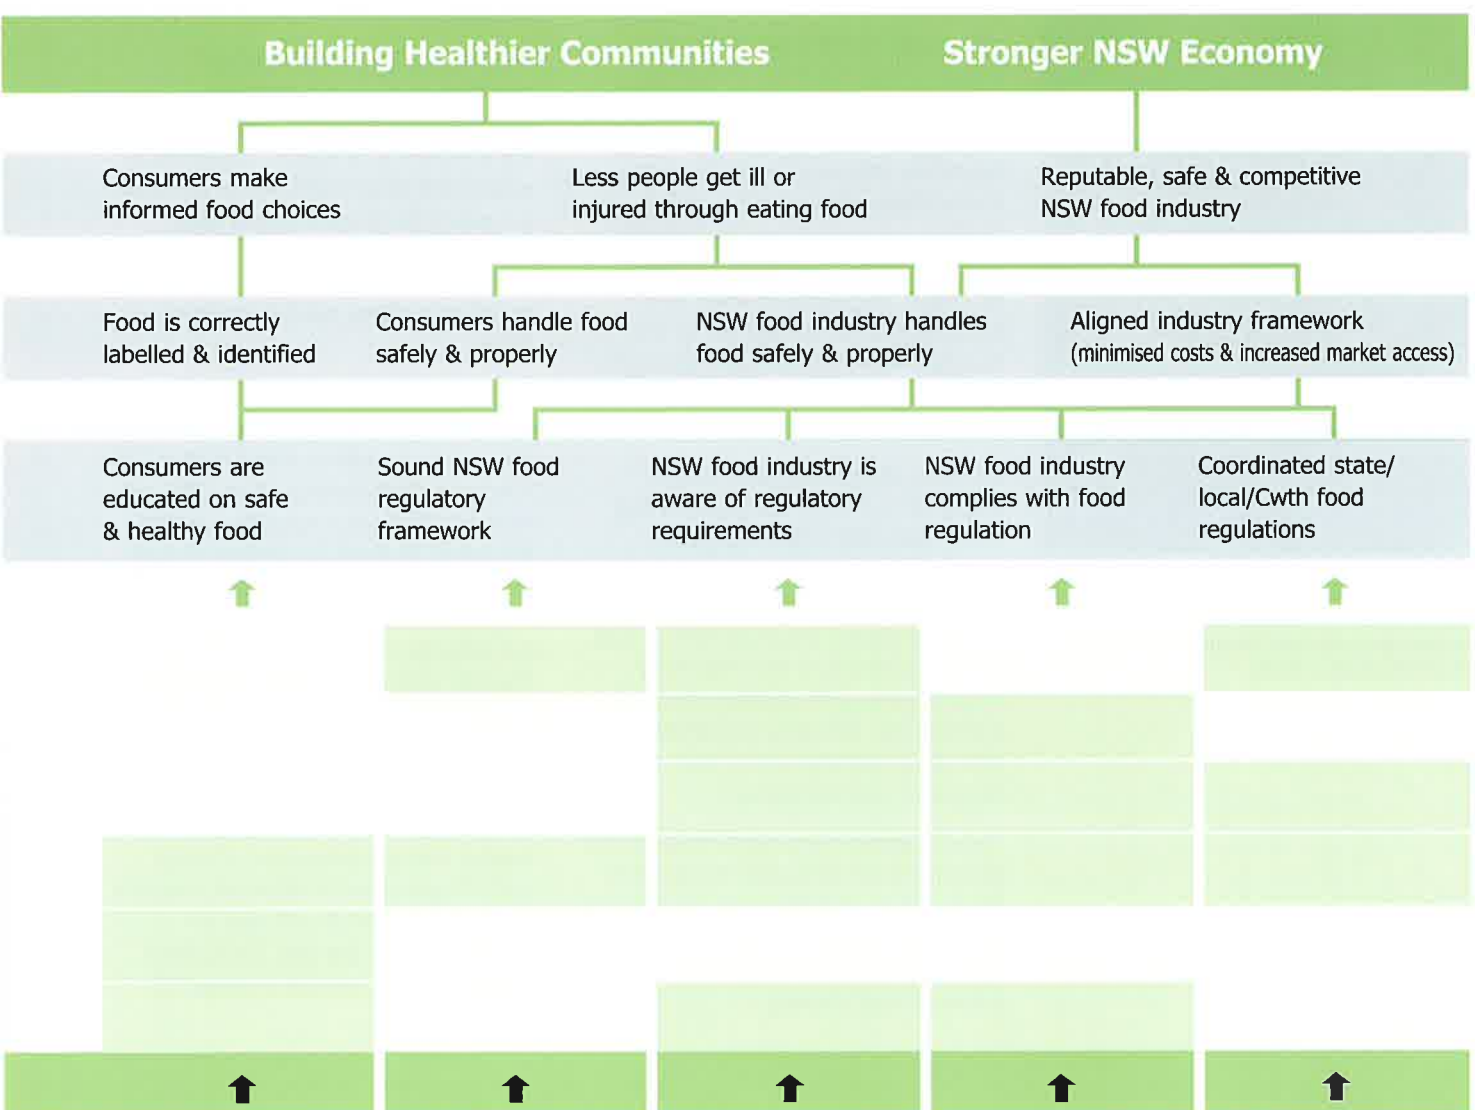 Building Healthier Communities
Stronger NSW Economy
Consumers make
informed food choices
Less people get ill or
injured through eating food
Reputable, safe & competitive
NSW food industry
Food is correctly
labelled & identified
Consumers handle food
safely & properly
NSW food industry handles
food safely & properly
Aligned industry framework
(minimised costs & increased market access)
Consumers are
educated on safe
& healthy food
Sound NSW food
regulatory
framework
NSW food industry is
aware of regulatory
requirements
NSW food industry
complies with food
regulation
Coordinated state/
local/Cwth food
regulations